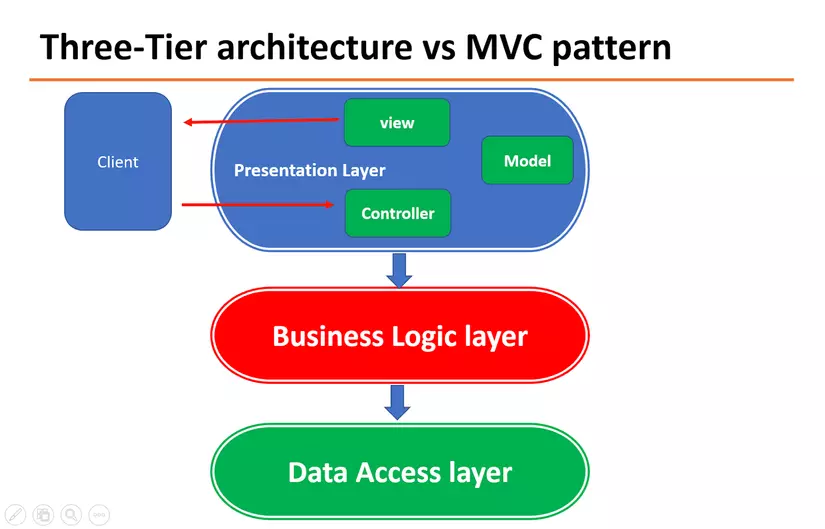 Three-Tier architecture vs MVC pattern
Client
view
Presentation Layer
Model
Controller
Business Logic layer
Data Access layer